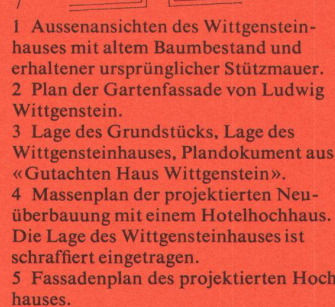 1 Aussenansichten des Wittgenstein-
hauses mit altem Baumbestand und
erhaltener ursprünglicher Stützmauer.
2 Plan der Gartenfassade von Ludwig
Wittgenstein.
3 Lage des Grundstücks, Lage des
Wittgensteinhauses, Plandokument aus
«Gutachten Haus Wittgenstein».
4 Massenplan der projektierten Neu-
überbauung mit einem Hotelhochhaus.
Die Lage des Wittgensteinhauses ist
schraffiert eingetragen.
5 Fassadenplan des projektierten Hoch
hauses.